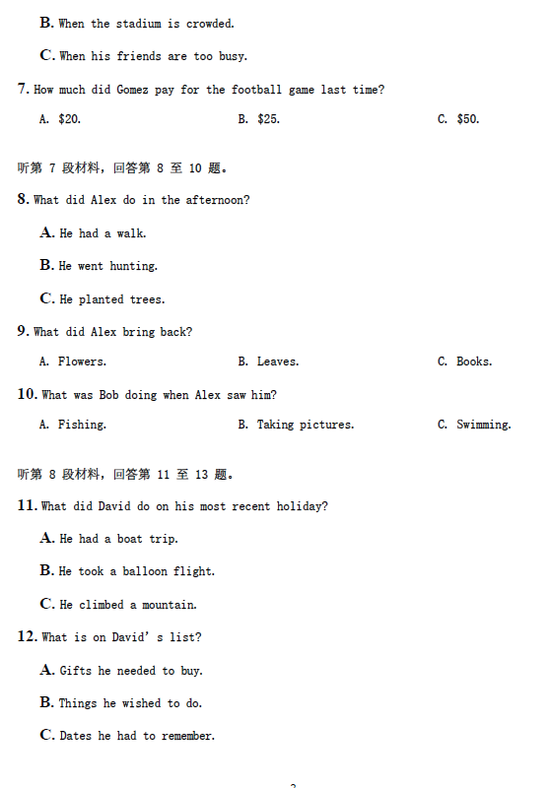 B. When the stadium is crowded.
C. When his friends are too busy.
7. How much did Gomez pay for the football game last time?
A. $20. B. $25. C. $50.
听第 7 段材料，回答第 8 至 10 题。
8. What did Alex do in the afternoon?
A. He had a walk.
B. He went hunting.
C. He planted trees.
9. What did Alex bring back?
A. Flowers. B. Leaves. C. Books.
10. What was Bob doing when Alex saw him?
A. Fishing. B. Taking pictures. C. Swimming.
听第 8 段材料，回答第 11 至 13 题。
11. What did David do on his most recent holiday?
A. He had a boat trip.
B. He took a balloon flight.
C. He climbed a mountain.
12. What is on David’s list?
A. Gifts he needed to buy.
B. Things he wished to do.
C. Dates he had to remember.